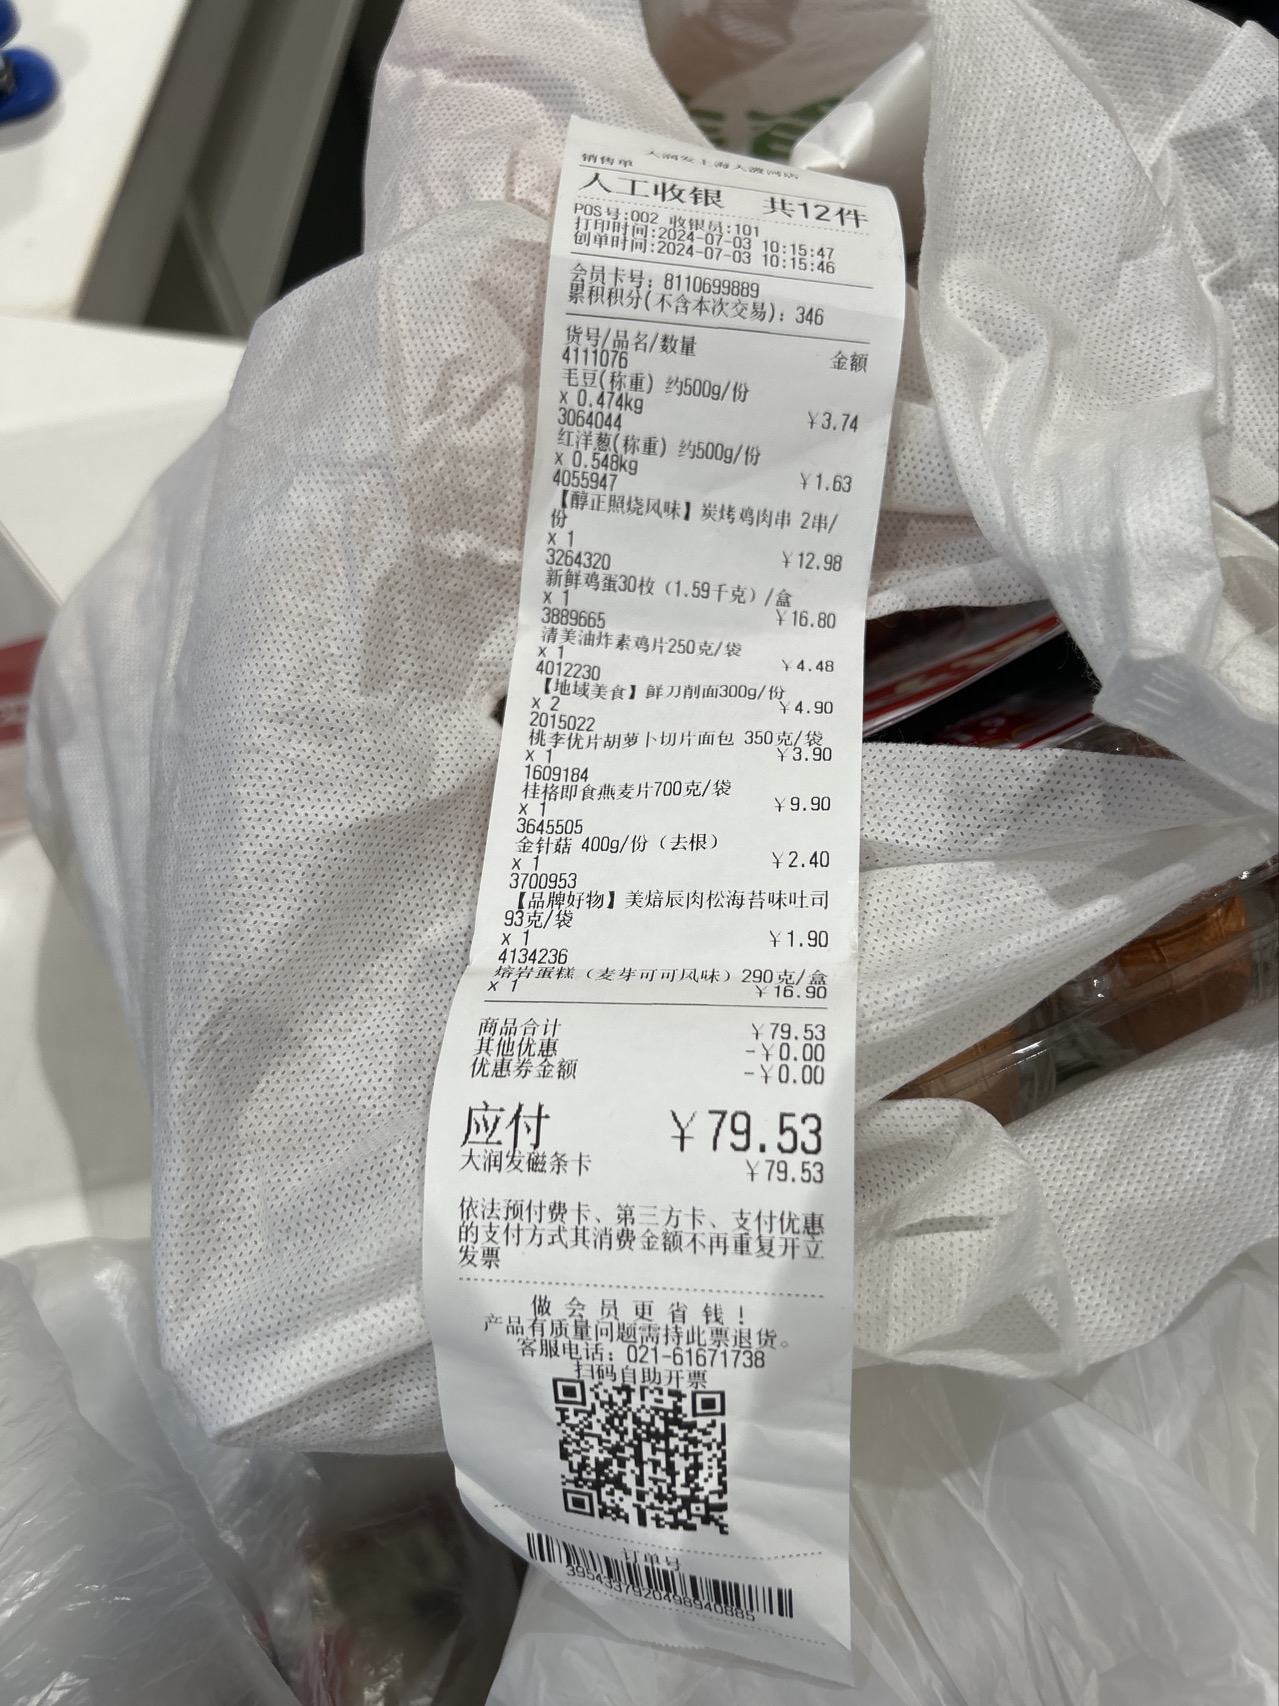 大润发上海大渡河店
销售单
人工收银 共12件
POS号:002 收银员:101
打印时间:2024-07-03 10:15:47
创单时间:2024-07-03 10:15:46
会员卡号: 8110699889
累积积分(不含本次交易): 346
货号/品名/数量 金额
4111076
毛豆(称重) 约500g/份
x 0.474kg ¥3.74
3064044
红洋葱(称重) 约500g/份
x 0.548kg ¥1.63
4055947
【醇正照烧风味】炭烤鸡肉串 2串/
份
x 1 ¥12.98
3264320
新鲜鸡蛋30枚（1.59千克）/盒
x 1 ¥16.80
3889665
清美油炸素鸡片250克/袋
x 1 ¥4.48
4012230
【地域美食】鲜刀削面300g/份
x 2 ¥4.90
2015022
桃李优片胡萝卜切片面包 350克/袋
x 1 ¥3.90
1609184
桂格即食燕麦片700克/袋
x 1 ¥9.90
3645505
金针菇 400g/份（去根）
x 1 ¥2.40
3700953
【品牌好物】美焙辰肉松海苔味吐司
93克/袋
x 1 ¥1.90
4134236
熔岩蛋糕（麦芽可可风味）290克/盒
x 1 ¥16.90
商品合计 ¥79.53
其他优惠 -¥0.00
优惠券金额 -¥0.00
应付 ¥79.53
大润发磁条卡 ¥79.53
依法预付费卡、第三方卡、支付优惠
的支付方式其消费金额不再重复开立
发票
做会员更省钱!
产品有质量问题需持此票退货。
客服电话: 021-61671738
扫码自助开票
订单号
3954337920498940885